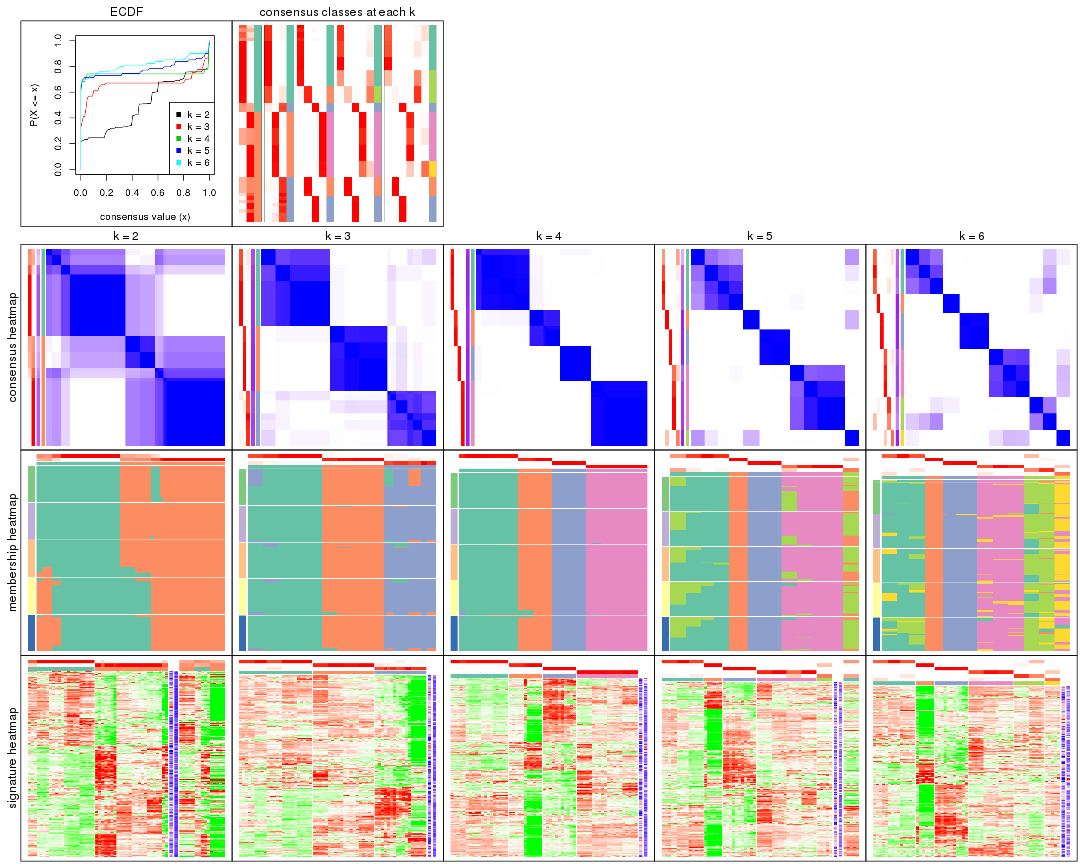 ECDF
consensus classes at each k
P(X <= x)
0.0 0.2 0.4 0.6 0.8 1.0
k = 2
k = 3
k = 4
k = 5
k = 6
0.0 0.2 0.4 0.6 0.8 1.0
consensus value (x)
k = 2
k = 3
k = 4
k = 5
k = 6
consensus heatmap
membership heatmap
signature heatmap